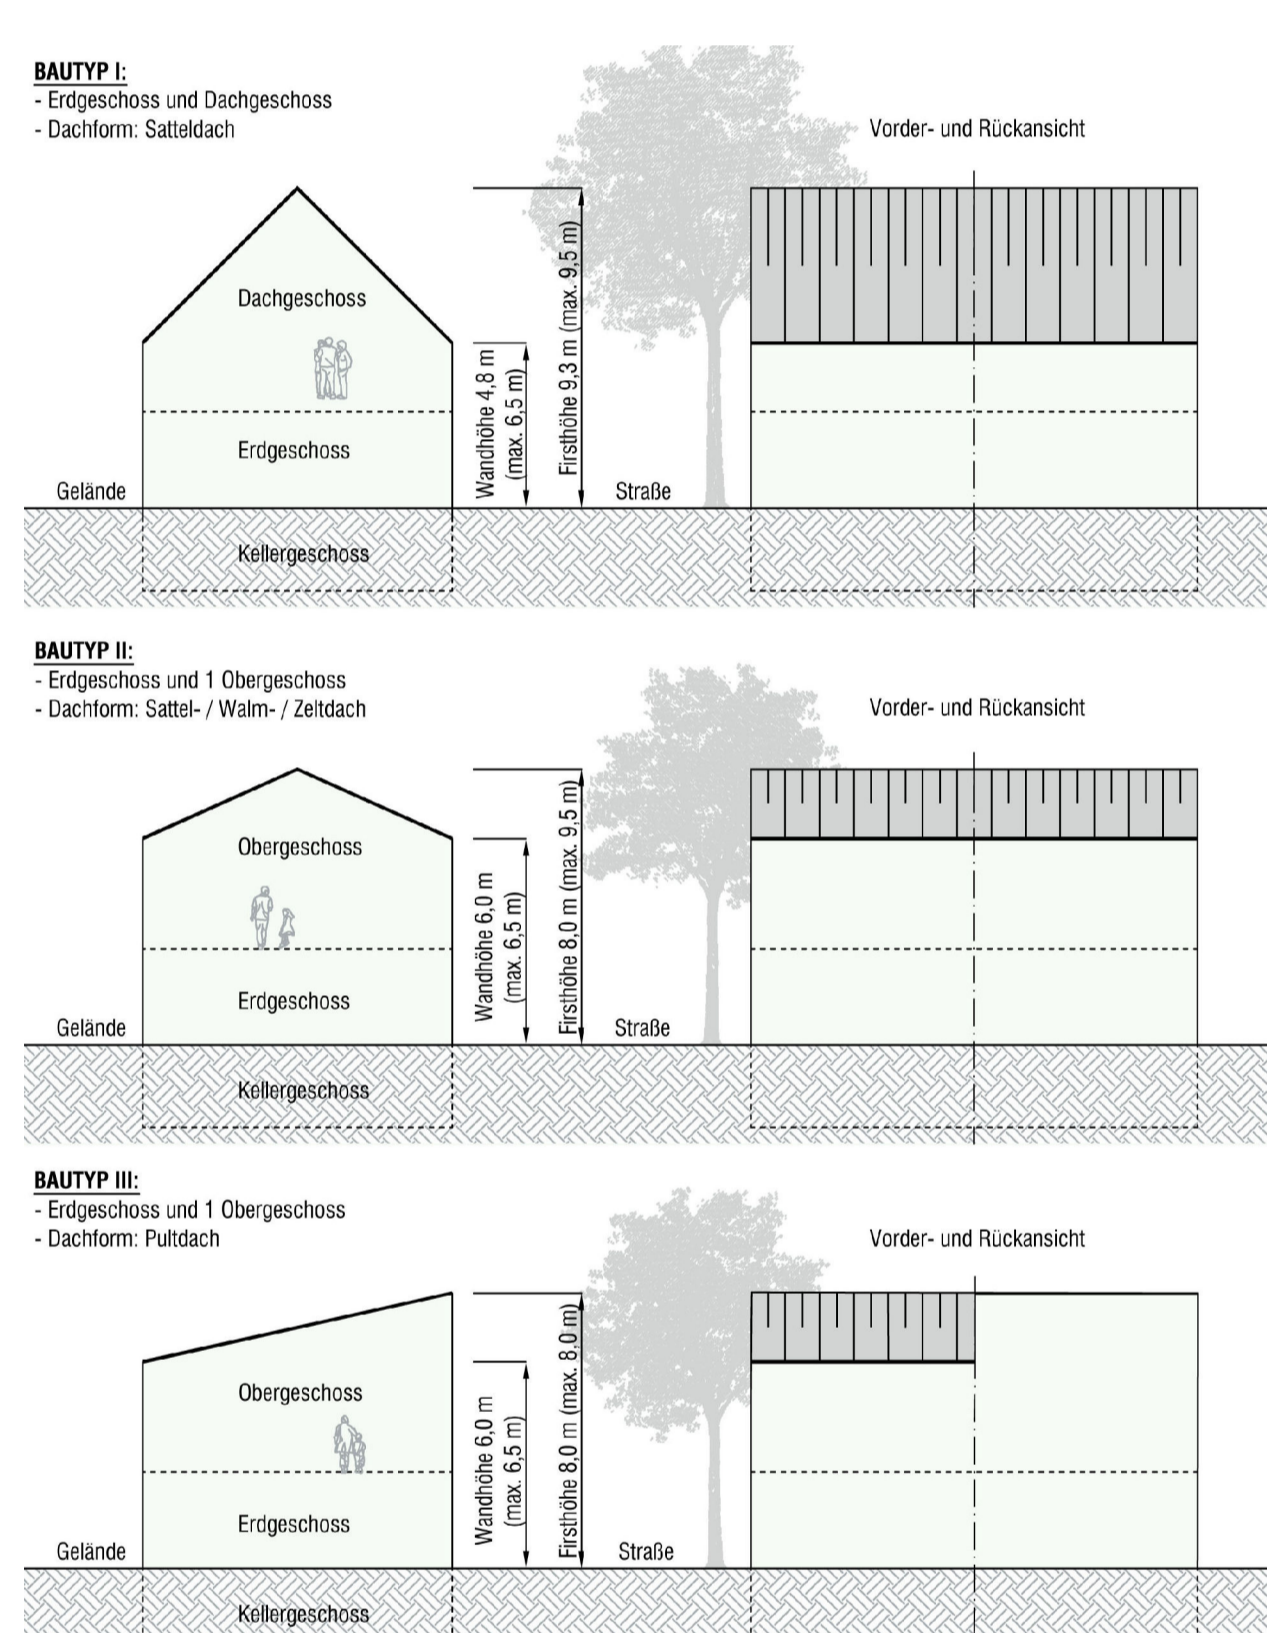 BAUTYP I:
- Erdgeschoss und Dachgeschoss
- Dachform: Satteldach
Vorder- und Rückansicht
Dachgeschoss
Erdgeschoss
Gelände
Kellergeschoss
Wandhöhe 4,8 m
(max. 6,5 m)
Firsthöhe 9,3 m (max. 9,5 m)
Straße
BAUTYP II:
- Erdgeschoss und 1 Obergeschoss
- Dachform: Sattel- / Walm- / Zeltdach
Vorder- und Rückansicht
Obergeschoss
Erdgeschoss
Gelände
Kellergeschoss
Wandhöhe 6,0 m
(max. 6,5 m)
Firsthöhe 8,0 m (max. 9,5 m)
Straße
BAUTYP III:
- Erdgeschoss und 1 Obergeschoss
- Dachform: Pultdach
Vorder- und Rückansicht
Obergeschoss
Erdgeschoss
Gelände
Kellergeschoss
Wandhöhe 6,0 m
(max. 6,5 m)
Firsthöhe 8,0 m (max. 8,0 m)
Straße